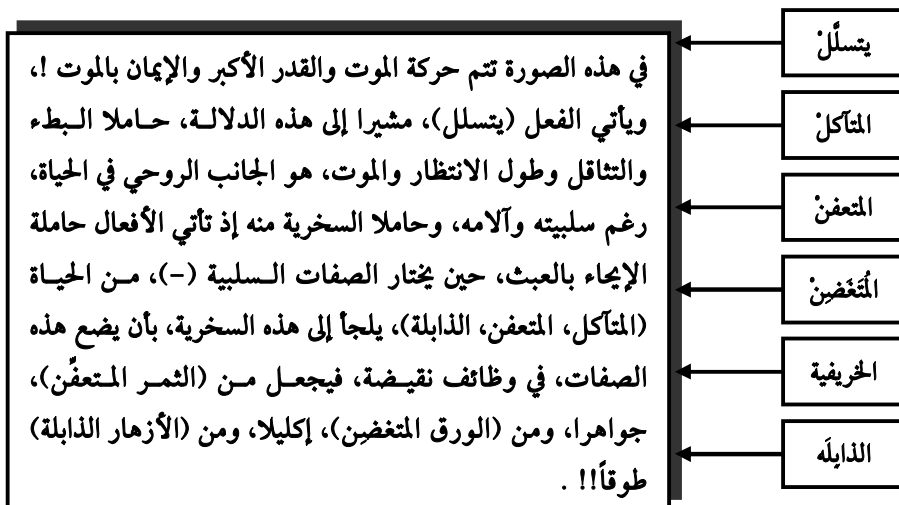 يتسلَّلْ
المتآكلْ
المتعفنْ
المُتَغَضِنْ
الخريفية
الذابِلَه
في هذه الصورة تتم حركة الموت والقدر الأكبر والإيمان بالموت !،
ويأتي الفعل (يتسلل)، مشيرا إلى هذه الدلالة، حاملا البطء
والتثاقل وطول الانتظار والموت، هو الجانب الروحي في الحياة،
رغم سلبيته وآلامه، وحاملا السخرية منه إذ تأتي الأفعال حاملة
الإيحاء بالعبث، حين يختار الصفات السلبية (–)، من الحياة
(المتآكل، المتعفن، الذابلة)، يلجأ إلى هذه السخرية، بأن يضع هذه
الصفات، في وظائف نقيضة، فيجعل من (الثمر المتعفِّن)،
جواهرا، ومن (الورق المتغضِن)، إكليلا، ومن (الأزهار الذابلة)
طوقاً!! .